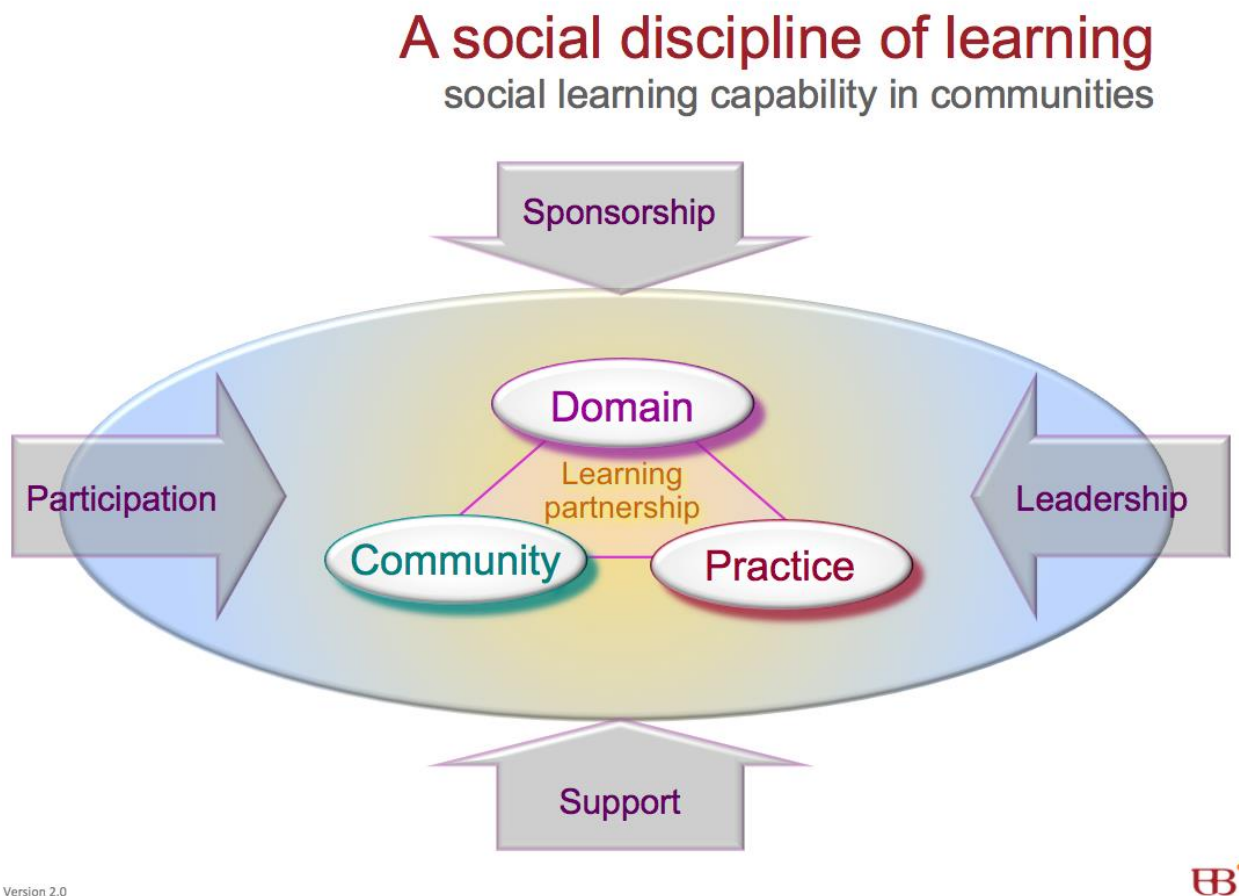 A social discipline of learning
social learning capability in communities
Sponsorship
Domain
Learning
partnership
Participation
Leadership
Community
Practice
Support
Version 2.0